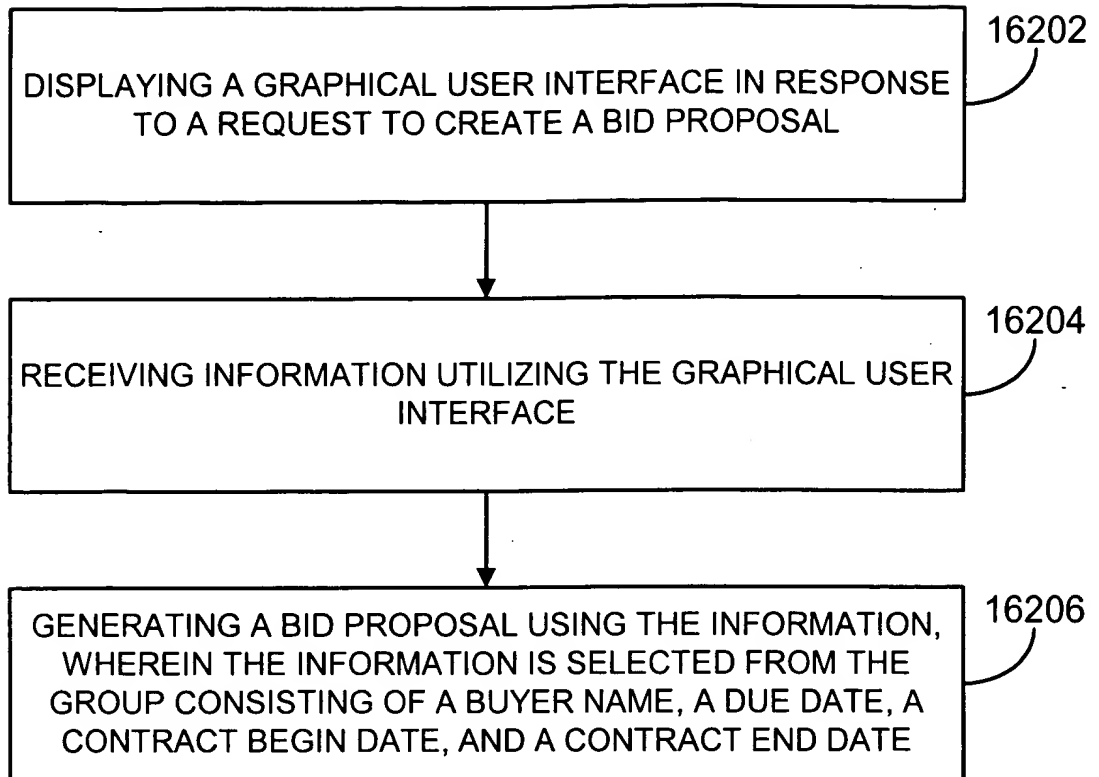 16202
DISPLAYING A GRAPHICAL USER INTERFACE IN RESPONSE
TO A REQUEST TO CREATE A BID PROPOSAL
16204
RECEIVING INFORMATION UTILIZING THE GRAPHICAL USER
INTERFACE
16206
GENERATING A BID PROPOSAL USING THE INFORMATION,
WHEREIN THE INFORMATION IS SELECTED FROM THE
GROUP CONSISTING OF A BUYER NAME, A DUE DATE, A
CONTRACT BEGIN DATE, AND A CONTRACT END DATE